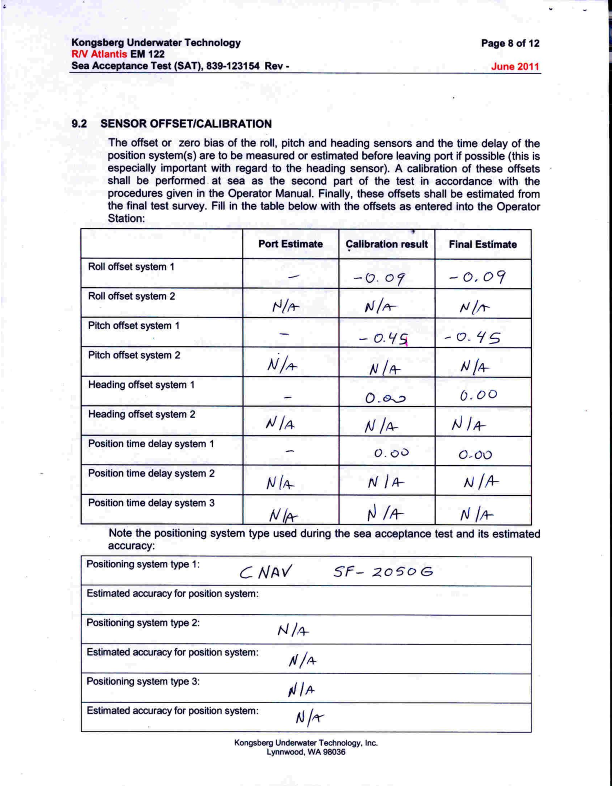 Kongsberg Underwater Technology Page 8 of 12
R/V Atlantis EM 122
Sea Acceptance Test (SAT), 839-123154 Rev - June 2011
9.2 SENSOR OFFSET/CALIBRATION
The offset or zero bias of the roll, pitch and heading sensors and the time delay of the
position system(s) are to be measured or estimated before leaving port if possible (this is
especially important with regard to the heading sensor). A calibration of these offsets
shall be performed at sea as the second part of the test in accordance with the
procedures given in the Operator Manual. Finally, these offsets shall be estimated from
the final test survey. Fill in the table below with the offsets as entered into the Operator
Station:
Port Estimate Calibration result Final Estimate
Roll offset system 1 – -0.09 -0.09
Roll offset system 2 N/A N/A N/A
Pitch offset system 1 – -0.45 -0.45
Pitch offset system 2 N/A N/A N/A
Heading offset system 1 – 0.00 0.00
Heading offset system 2 N/A N/A N/A
Position time delay system 1 – 0.00 0.00
Position time delay system 2 N/A N/A N/A
Position time delay system 3 N/A N/A N/A
Note the positioning system type used during the sea acceptance test and its estimated
accuracy:
Positioning system type 1: CNAV SF-2050G
Estimated accuracy for position system:
Positioning system type 2: N/A
Estimated accuracy for position system: N/A
Positioning system type 3: N/A
Estimated accuracy for position system: N/A
Kongsberg Underwater Technology, Inc.
Lynnwood, WA 98036